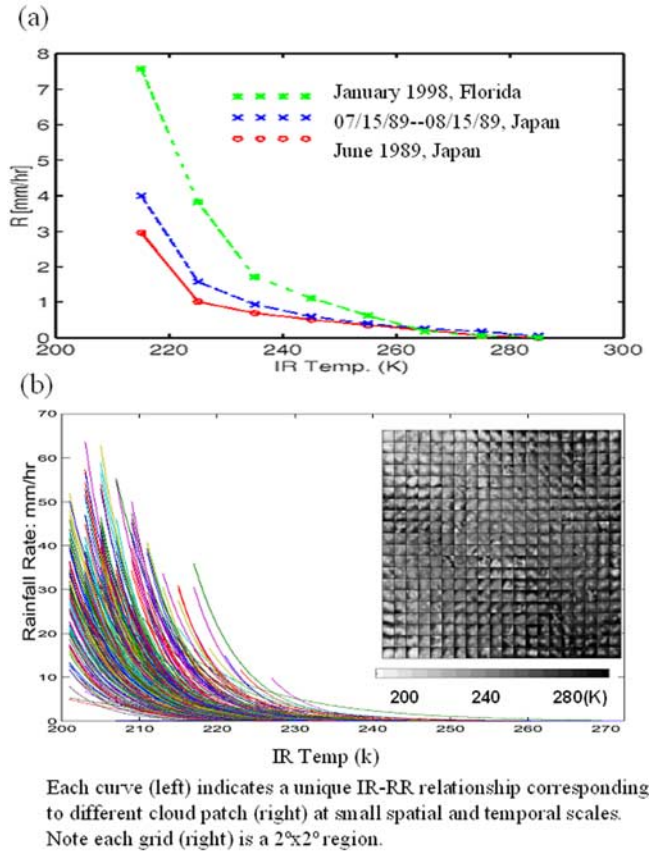 (a)
8
7
6
5
4
3
2
1
0
R [mm/hr]
January 1998, Florida
07/15/89--08/15/89, Japan
June 1989, Japan
200 220 240 260 280 300
IR Temp. (K)
(b)
70
60
50
40
30
20
10
0
Rainfall Rate: mm/hr
200 240 280(K)
200 210 220 230 240 250 260 270
IR Temp (k)
Each curve (left) indicates a unique IR-RR relationship corresponding
to different cloud patch (right) at small spatial and temporal scales.
Note each grid (right) is a 2°x2° region.